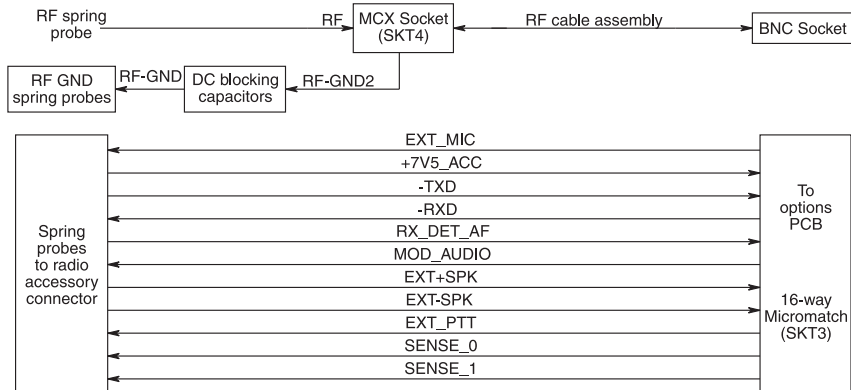 RF spring
probe
RF
MCX Socket
(SKT4)
RF cable assembly
BNC Socket
RF GND
spring probes
RF-GND
DC blocking
capacitors
RF-GND2
Spring
probes
to radio
accessory
connector
EXT_MIC
+7V5_ACC
-TXD
-RXD
RX_DET_AF
MOD_AUDIO
EXT+SPK
EXT-SPK
EXT_PTT
SENSE_0
SENSE_1
To
options
PCB
16-way
Micromatch
(SKT3)